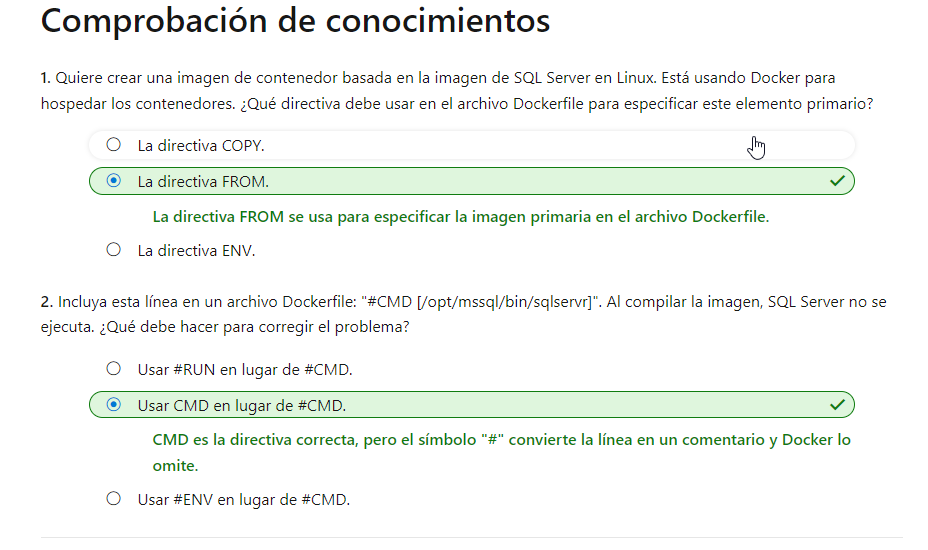 Comprobación de conocimientos
1. Quiere crear una imagen de contenedor basada en la imagen de SQL Server en Linux. Está usando Docker para
hospedar los contenedores. ¿Qué directiva debe usar en el archivo Dockerfile para especificar este elemento primario?
La directiva COPY.
La directiva FROM.
La directiva FROM se usa para especificar la imagen primaria en el archivo Dockerfile.
La directiva ENV.
2. Incluya esta línea en un archivo Dockerfile: "#CMD [/opt/mssql/bin/sqlservr]". Al compilar la imagen, SQL Server no se
ejecuta. ¿Qué debe hacer para corregir el problema?
Usar #RUN en lugar de #CMD.
Usar CMD en lugar de #CMD.
CMD es la directiva correcta, pero el símbolo "#" convierte la línea en un comentario y Docker lo
omite.
Usar #ENV en lugar de #CMD.